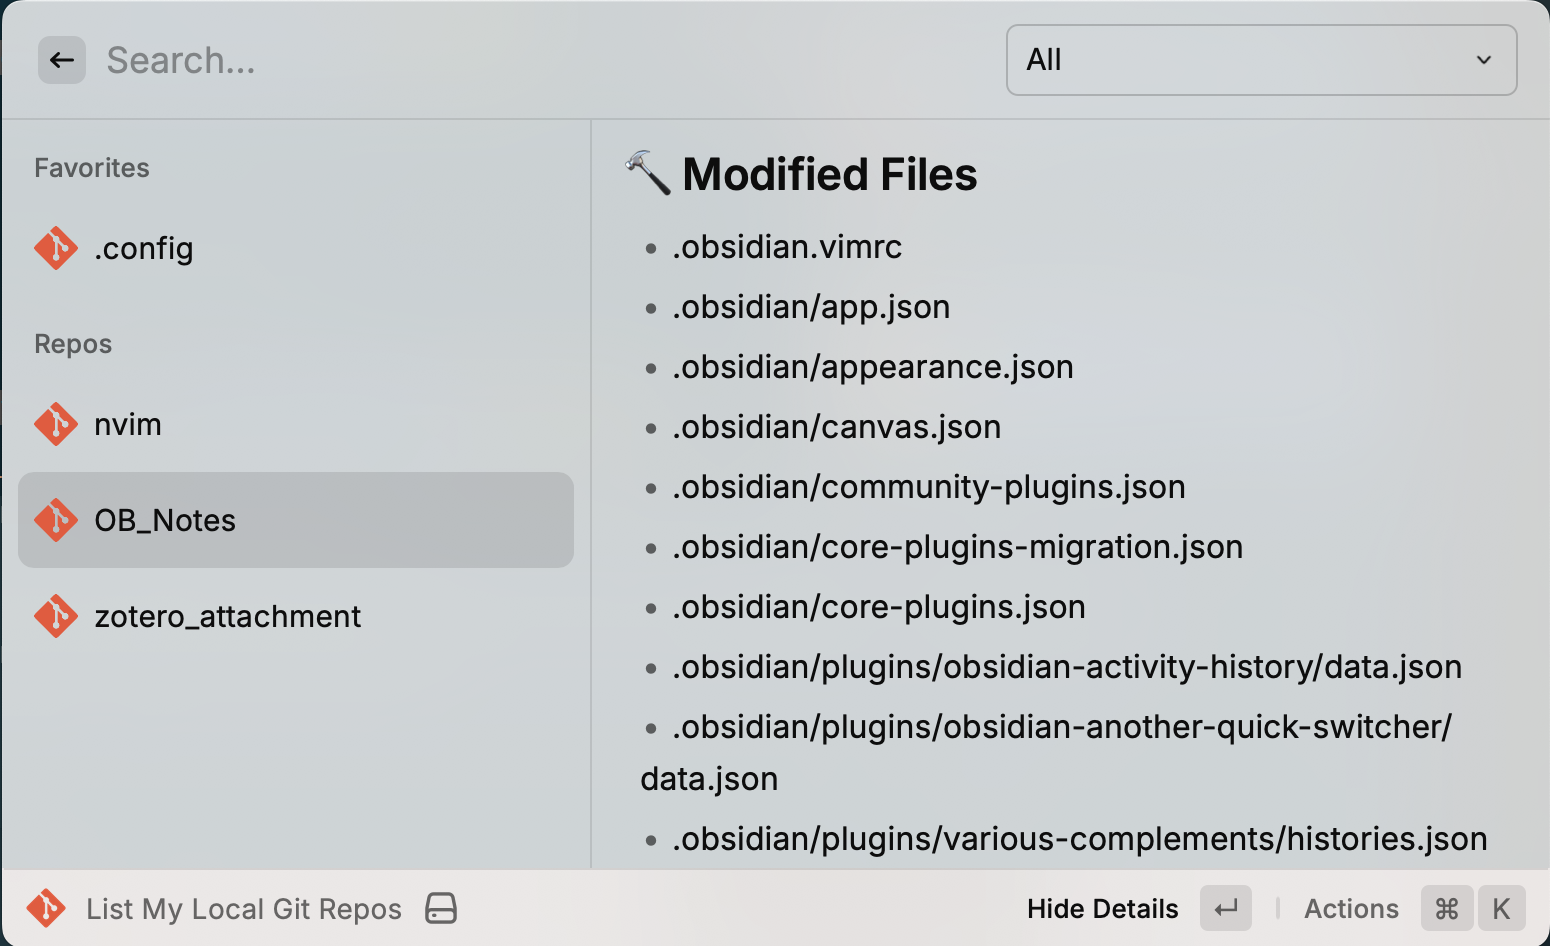 Search...
All
Favorites
.config
Repos
nvim
OB_Notes
zotero_attachment
🔨 Modified Files
• .obsidian.vimrc
• .obsidian/app.json
• .obsidian/appearance.json
• .obsidian/canvas.json
• .obsidian/community-plugins.json
• .obsidian/core-plugins-migration.json
• .obsidian/core-plugins.json
• .obsidian/plugins/obsidian-activity-history/data.json
• .obsidian/plugins/obsidian-another-quick-switcher/
data.json
• .obsidian/plugins/various-complements/histories.json
List My Local Git Repos
Hide Details ↵ | Actions ⌘ K